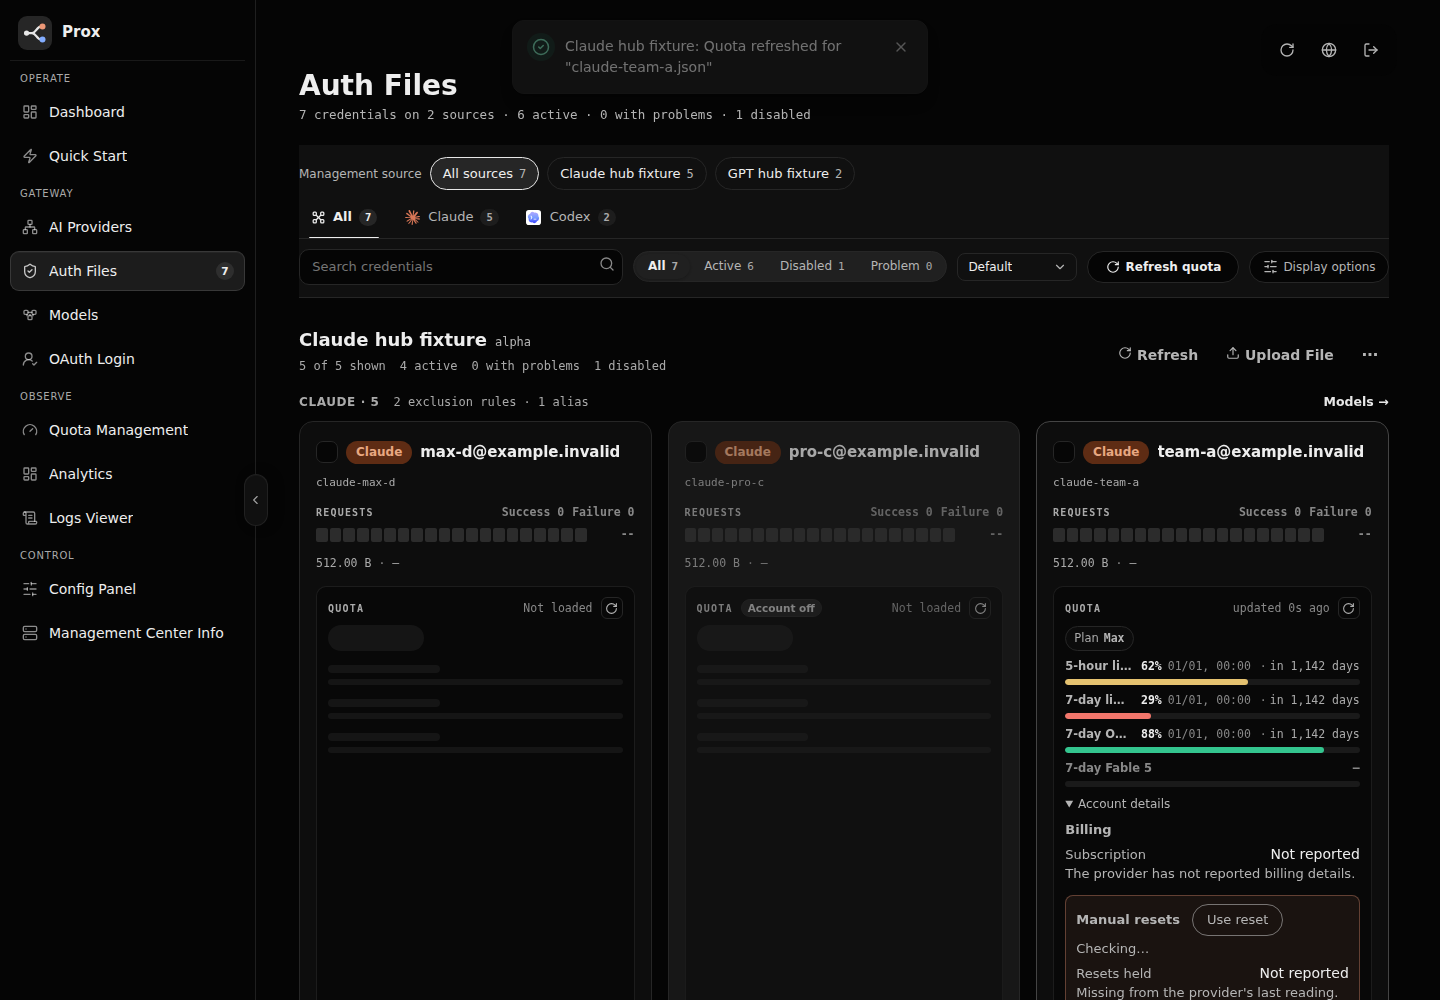 Prox
OPERATE
Dashboard
Quick Start
GATEWAY
AI Providers
Auth Files 7
Models
OAuth Login
OBSERVE
Quota Management
Analytics
Logs Viewer
CONTROL
Config Panel
Management Center Info
Claude hub fixture: Quota refreshed for
"claude-team-a.json"
Auth Files
7 credentials on 2 sources · 6 active · 0 with problems · 1 disabled
Management source All sources 7 Claude hub fixture 5 GPT hub fixture 2
All 7 Claude 5 Codex 2
Search credentials All 7 Active 6 Disabled 1 Problem 0 Default Refresh quota Display options
Claude hub fixture alpha
5 of 5 shown 4 active 0 with problems 1 disabled
Refresh Upload File ...
CLAUDE · 5 2 exclusion rules · 1 alias Models →
Claude max-d@example.invalid
claude-max-d
REQUESTS Success 0 Failure 0
--
512.00 B · —
QUOTA Not loaded
Claude pro-c@example.invalid
claude-pro-c
REQUESTS Success 0 Failure 0
--
512.00 B · —
QUOTA Account off Not loaded
Claude team-a@example.invalid
claude-team-a
REQUESTS Success 0 Failure 0
--
512.00 B · —
QUOTA updated 0s ago
Plan Max
5-hour li... 62% 01/01, 00:00 · in 1,142 days
7-day li... 29% 01/01, 00:00 · in 1,142 days
7-day O... 88% 01/01, 00:00 · in 1,142 days
7-day Fable 5 —
▼ Account details
Billing
Subscription Not reported
The provider has not reported billing details.
Manual resets Use reset
Checking...
Resets held Not reported
Missing from the provider's last reading.